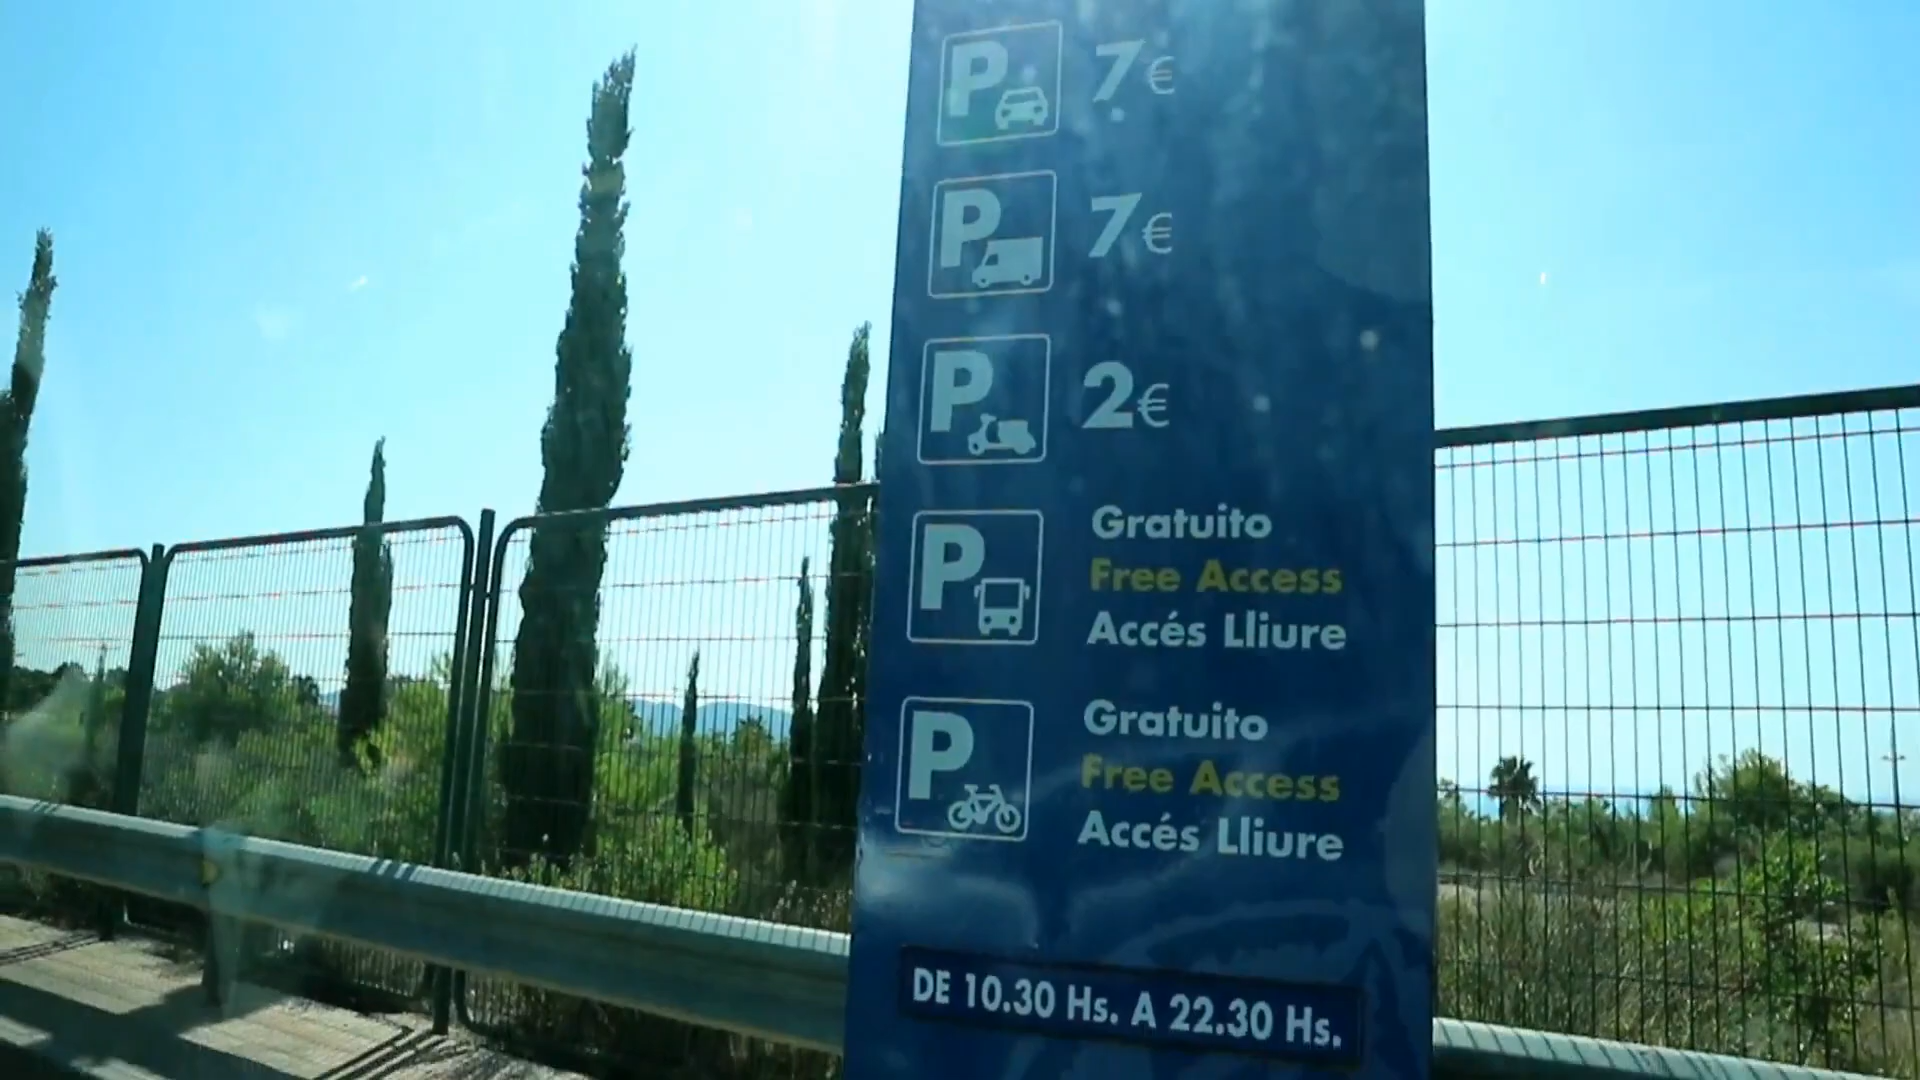 P 7€
P 7€
P 2€
P Gratuito
Free Access
Accés Lliure
P Gratuito
Free Access
Accés Lliure
DE 10.30 Hs. A 22.30 Hs.